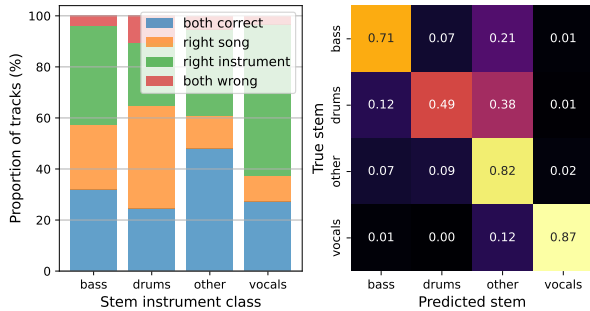 100
80
60
40
20
0
Proportion of tracks (%)
both correct
right song
right instrument
both wrong
bass drums other vocals
Stem instrument class
True stem
bass 0.71 0.07 0.21 0.01
drums 0.12 0.49 0.38 0.01
other 0.07 0.09 0.82 0.02
vocals 0.01 0.00 0.12 0.87
bass drums other vocals
Predicted stem